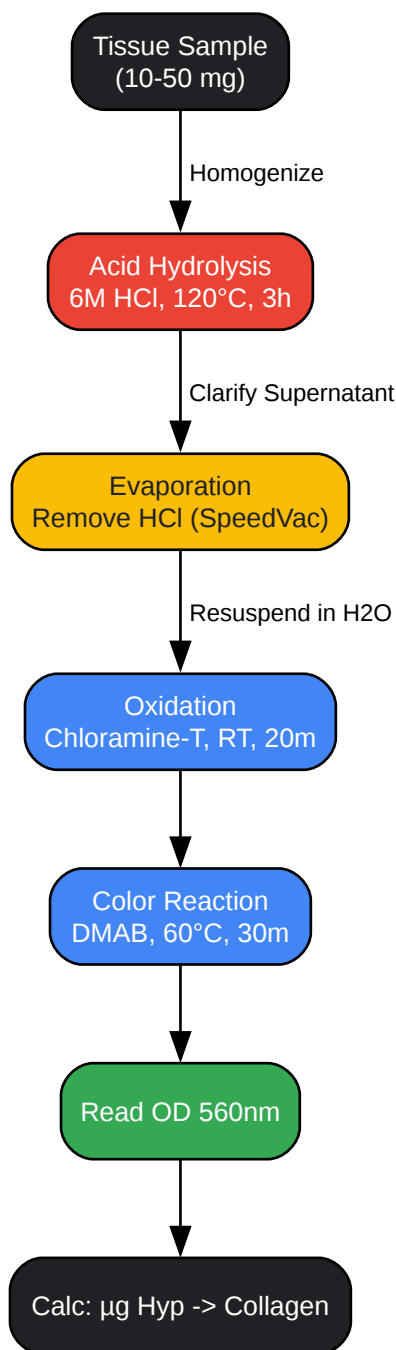 Tissue Sample
(10-50 mg)
Homogenize
Acid Hydrolysis
6M HCl, 120°C, 3h
Clarify Supernatant
Evaporation
Remove HCl (SpeedVac)
Resuspend in H2O
Oxidation
Chloramine-T, RT, 20m
Color Reaction
DMAB, 60°C, 30m
Read OD 560nm
Calc: µg Hyp -> Collagen